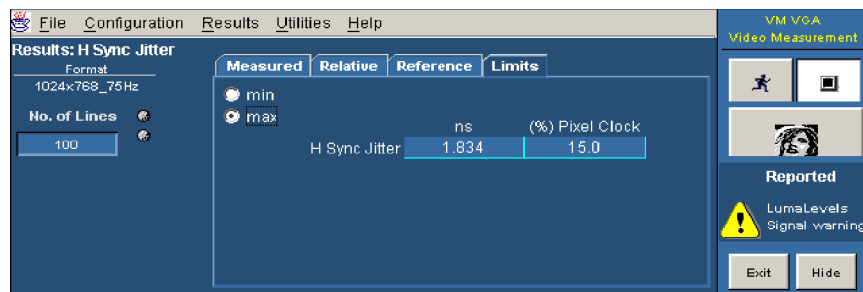 File Configuration Results Utilities Help
Results: H Sync Jitter
Format
1024x768_75Hz
No. of Lines
100
Measured Relative Reference Limits
min
max
ns (%) Pixel Clock
H Sync Jitter 1.834 15.0
VM VGA
Video Measurement
Reported
LumaLevels
Signal warning
Exit Hide